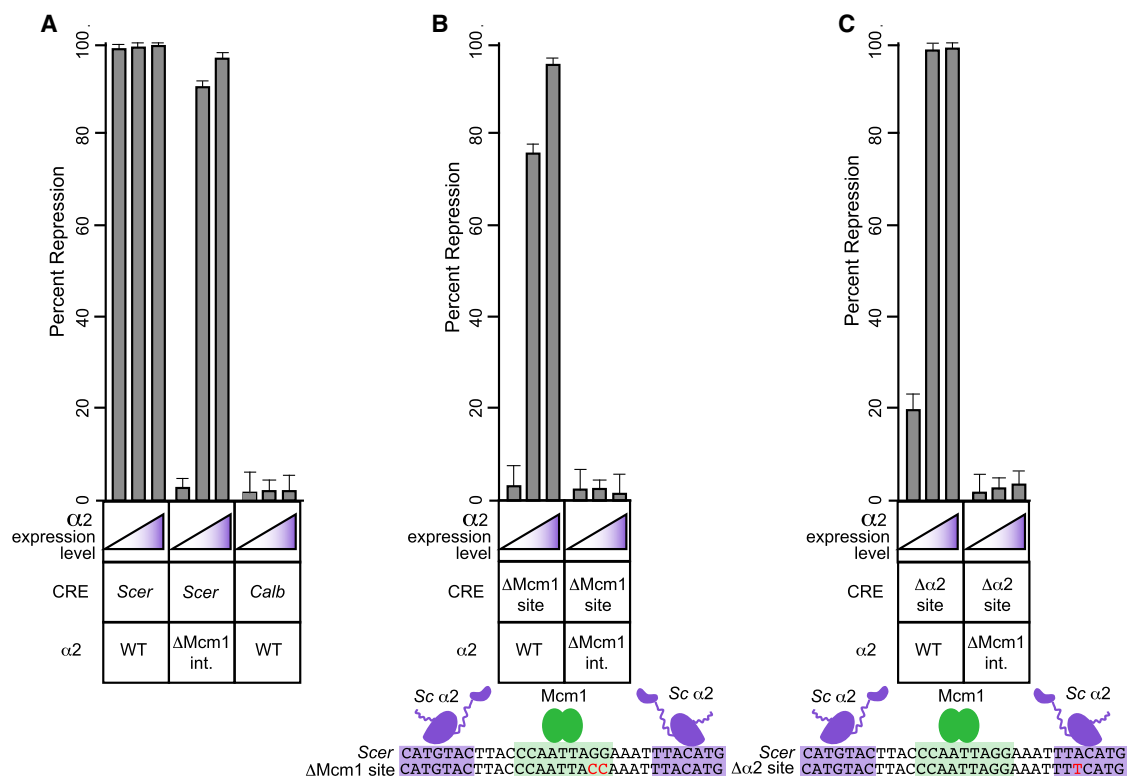 A
B
C
100
80
60
40
20
0
Percent Repression
100
80
60
40
20
0
Percent Repression
100
80
60
40
20
0
Percent Repression
α2 expression level
CRE Scer Scer Calb
α2 WT ΔMcm1 int. WT
α2 expression level
CRE ΔMcm1 site ΔMcm1 site
α2 WT ΔMcm1 int.
α2 expression level
CRE Δα2 site Δα2 site
α2 WT ΔMcm1 int.
Sc α2 Mcm1 Sc α2
Scer CATGTACTTACCCAATTAGGAAATTTACATG
ΔMcm1 site CATGTACTTACCCAATTACCAAATTTACATG
Sc α2 Mcm1 Sc α2
Scer CATGTACTTACCCAATTAGGAAATTTACATG
Δα2 site CATGTACTTACCCAATTAGGAAATTTTCATG